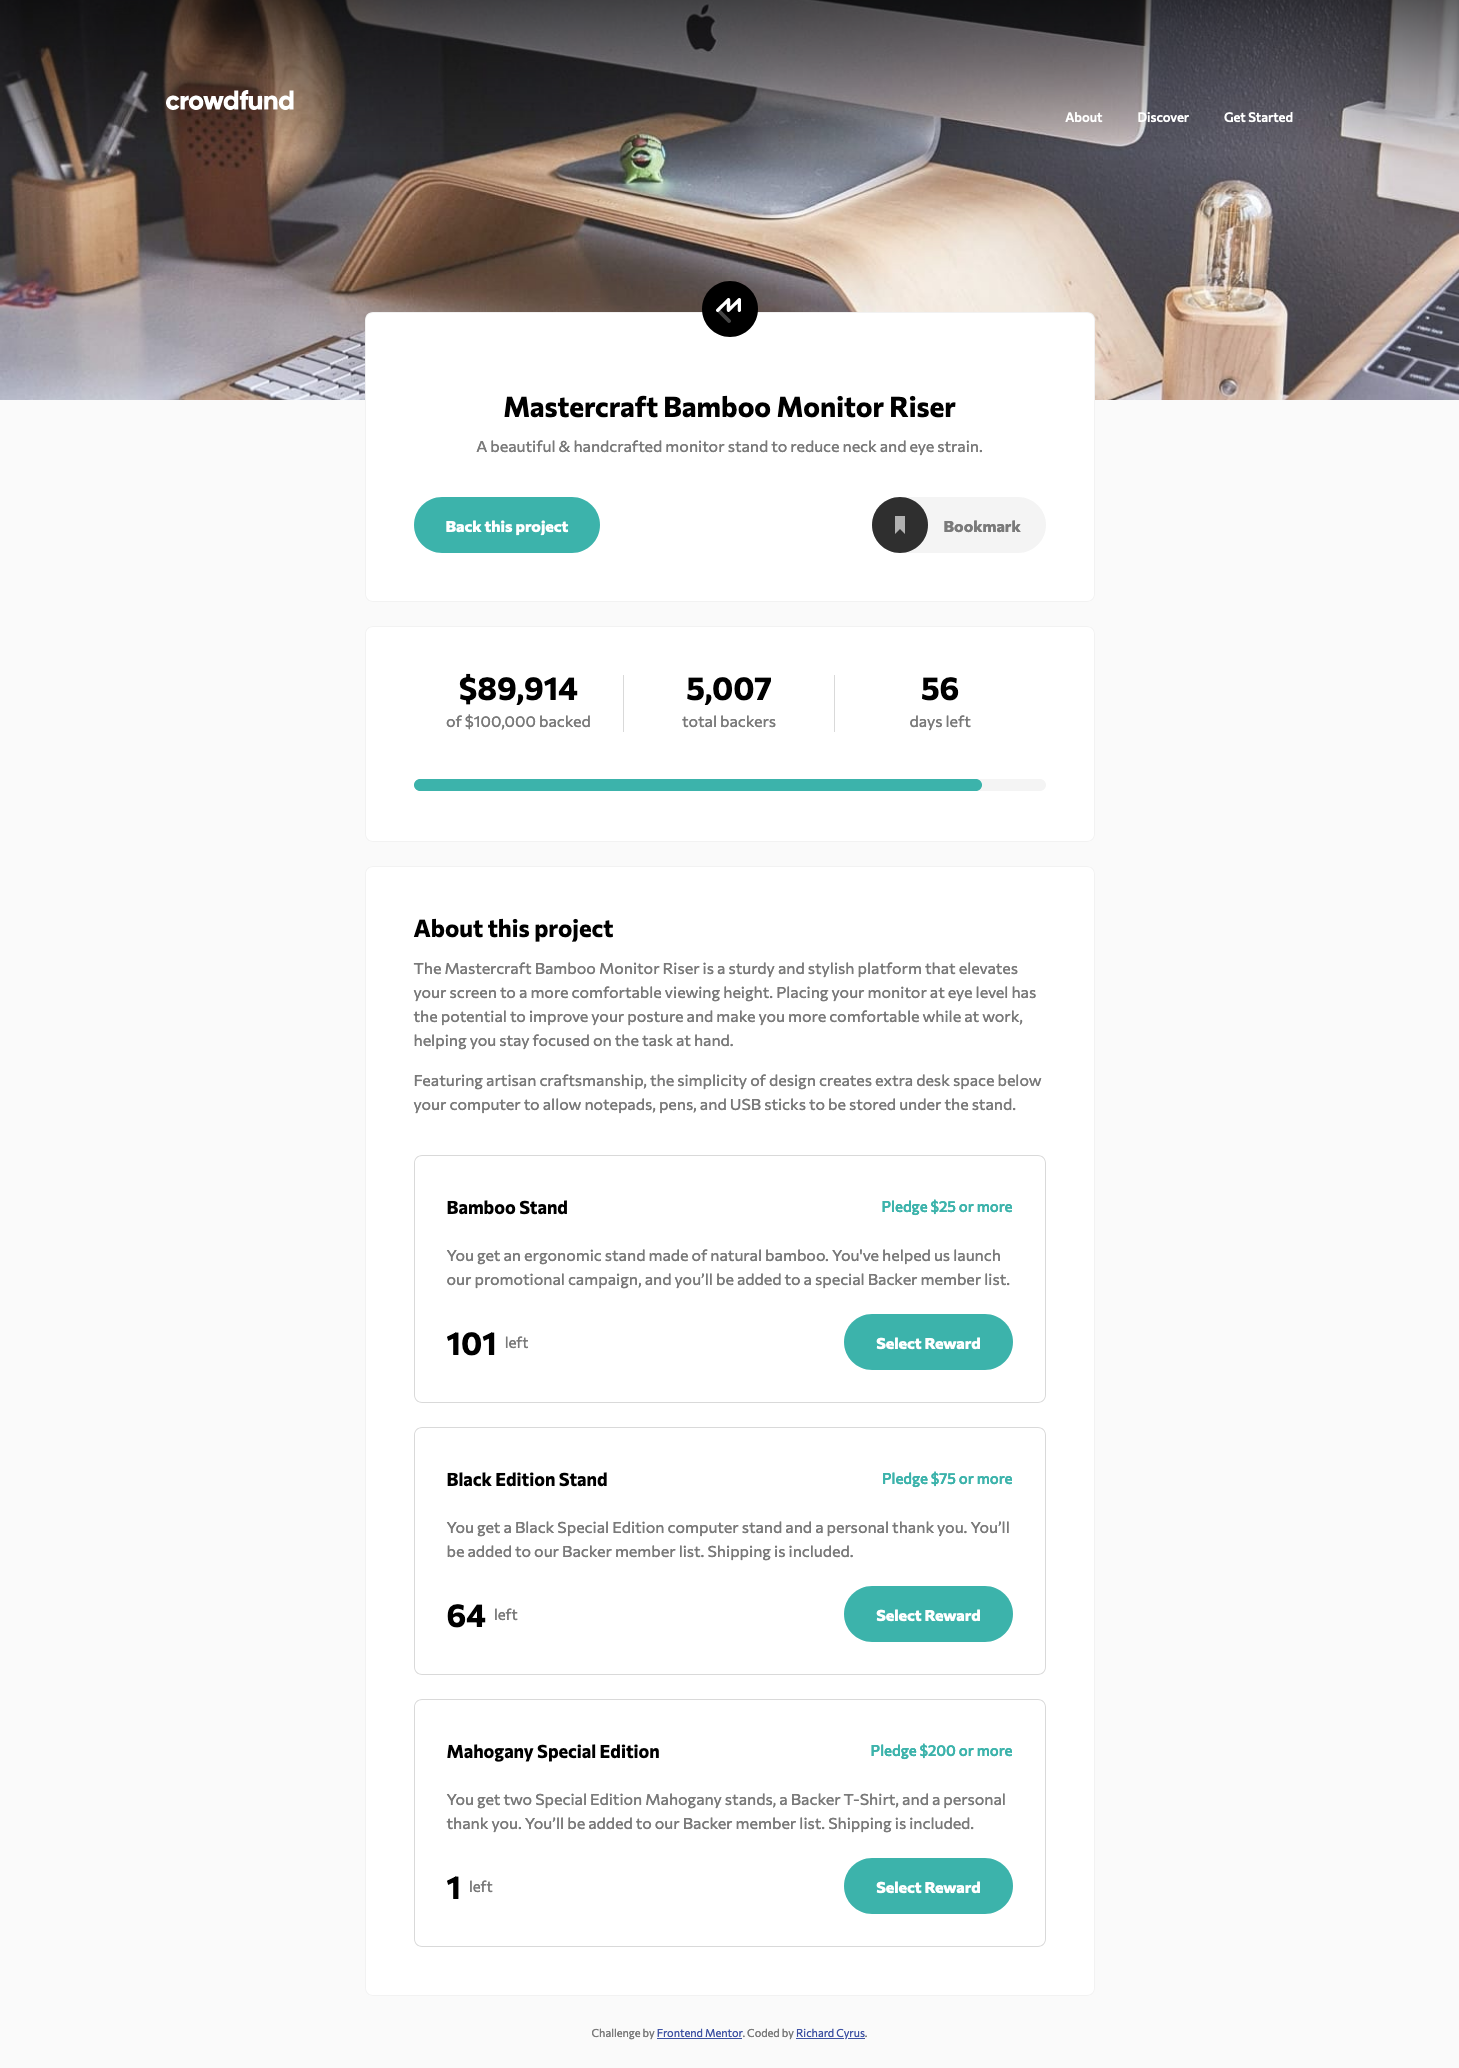 crowdfund
About
Discover
Get Started
Mastercraft Bamboo Monitor Riser
A beautiful & handcrafted monitor stand to reduce neck and eye strain.
Back this project
Bookmark
$89,914
of $100,000 backed
5,007
total backers
56
days left
About this project
The Mastercraft Bamboo Monitor Riser is a sturdy and stylish platform that elevates
your screen to a more comfortable viewing height. Placing your monitor at eye level has
the potential to improve your posture and make you more comfortable while at work,
helping you stay focused on the task at hand.
Featuring artisan craftsmanship, the simplicity of design creates extra desk space below
your computer to allow notepads, pens, and USB sticks to be stored under the stand.
Bamboo Stand
Pledge $25 or more
You get an ergonomic stand made of natural bamboo. You've helped us launch
our promotional campaign, and you’ll be added to a special Backer member list.
101 left
Select Reward
Black Edition Stand
Pledge $75 or more
You get a Black Special Edition computer stand and a personal thank you. You’ll
be added to our Backer member list. Shipping is included.
64 left
Select Reward
Mahogany Special Edition
Pledge $200 or more
You get two Special Edition Mahogany stands, a Backer T-Shirt, and a personal
thank you. You’ll be added to our Backer member list. Shipping is included.
1 left
Select Reward
Challenge by Frontend Mentor. Coded by Richard Cyrus.